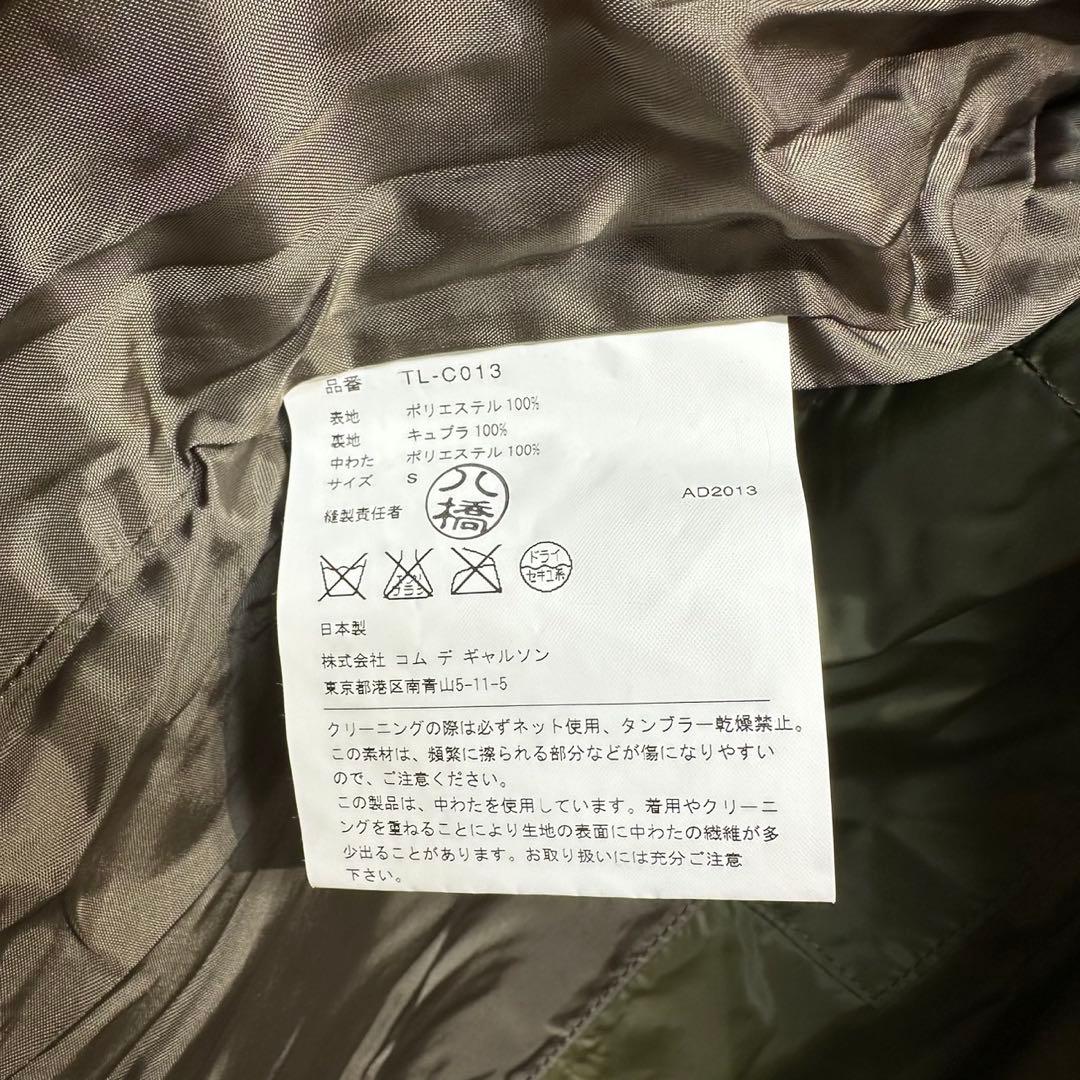 品番 TL-C013
表地 ポリエステル 100%
裏地 キュプラ 100%
中わた ポリエステル 100%
サイズ S
縫製責任者 八橋
AD2013
エンソ サラシ
ドライ
セキユ系
日本製
株式会社 コム デ ギャルソン
東京都港区南青山5-11-5
クリーニングの際は必ずネット使用、タンブラー乾燥禁止。
この素材は、頻繁に擦られる部分などが傷になりやすい
ので、ご注意ください。
この製品は、中わたを使用しています。着用やクリーニ
ングを重ねることにより生地の表面に中わたの繊維が多
少出ることがあります。お取り扱いには充分ご注意
下さい。